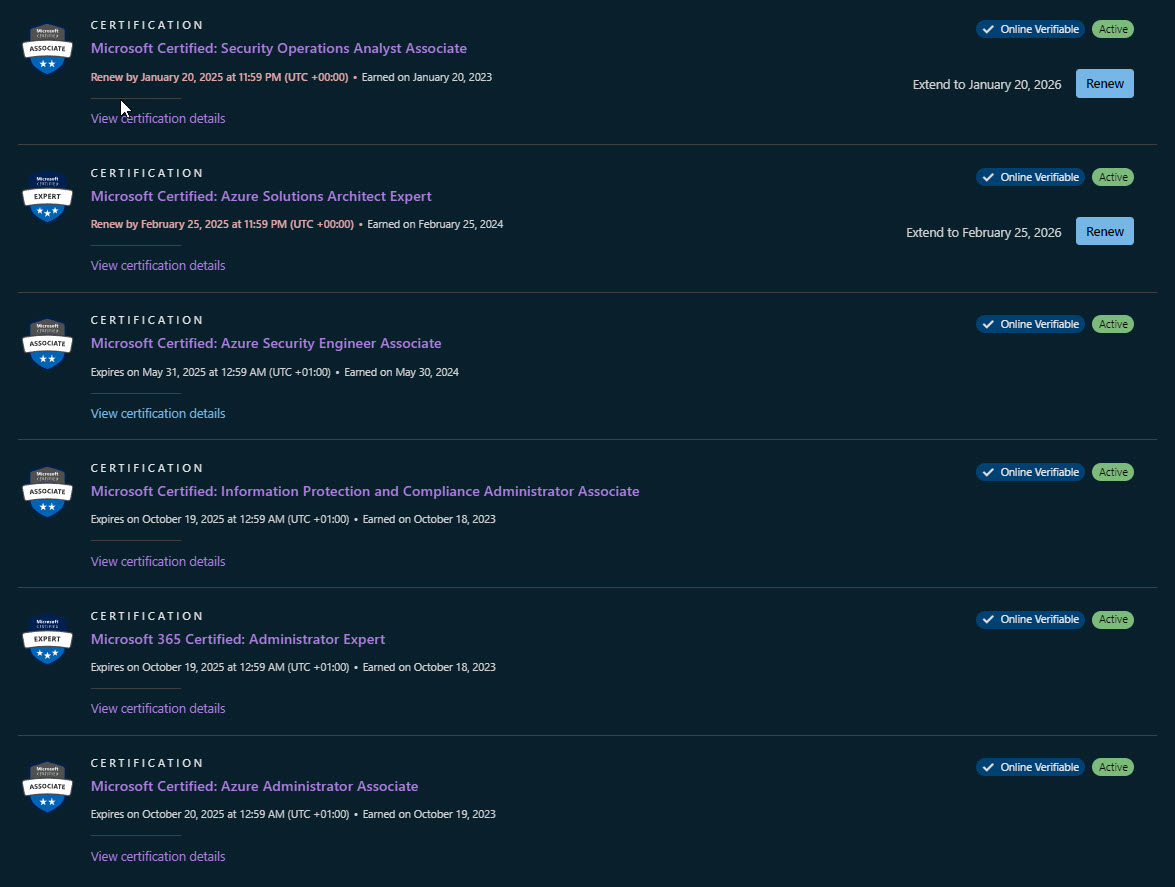 Microsoft
CERTIFIED
ASSOCIATE
CERTIFICATION
Microsoft Certified: Security Operations Analyst Associate
Renew by January 20, 2025 at 11:59 PM (UTC +00:00) • Earned on January 20, 2023
View certification details
Online Verifiable Active
Extend to January 20, 2026 Renew
Microsoft
CERTIFIED
EXPERT
CERTIFICATION
Microsoft Certified: Azure Solutions Architect Expert
Renew by February 25, 2025 at 11:59 PM (UTC +00:00) • Earned on February 25, 2024
View certification details
Online Verifiable Active
Extend to February 25, 2026 Renew
Microsoft
CERTIFIED
ASSOCIATE
CERTIFICATION
Microsoft Certified: Azure Security Engineer Associate
Expires on May 31, 2025 at 12:59 AM (UTC +01:00) • Earned on May 30, 2024
View certification details
Online Verifiable Active
Microsoft
CERTIFIED
ASSOCIATE
CERTIFICATION
Microsoft Certified: Information Protection and Compliance Administrator Associate
Expires on October 19, 2025 at 12:59 AM (UTC +01:00) • Earned on October 18, 2023
View certification details
Online Verifiable Active
Microsoft
CERTIFIED
EXPERT
CERTIFICATION
Microsoft 365 Certified: Administrator Expert
Expires on October 19, 2025 at 12:59 AM (UTC +01:00) • Earned on October 18, 2023
View certification details
Online Verifiable Active
Microsoft
CERTIFIED
ASSOCIATE
CERTIFICATION
Microsoft Certified: Azure Administrator Associate
Expires on October 20, 2025 at 12:59 AM (UTC +01:00) • Earned on October 19, 2023
View certification details
Online Verifiable Active